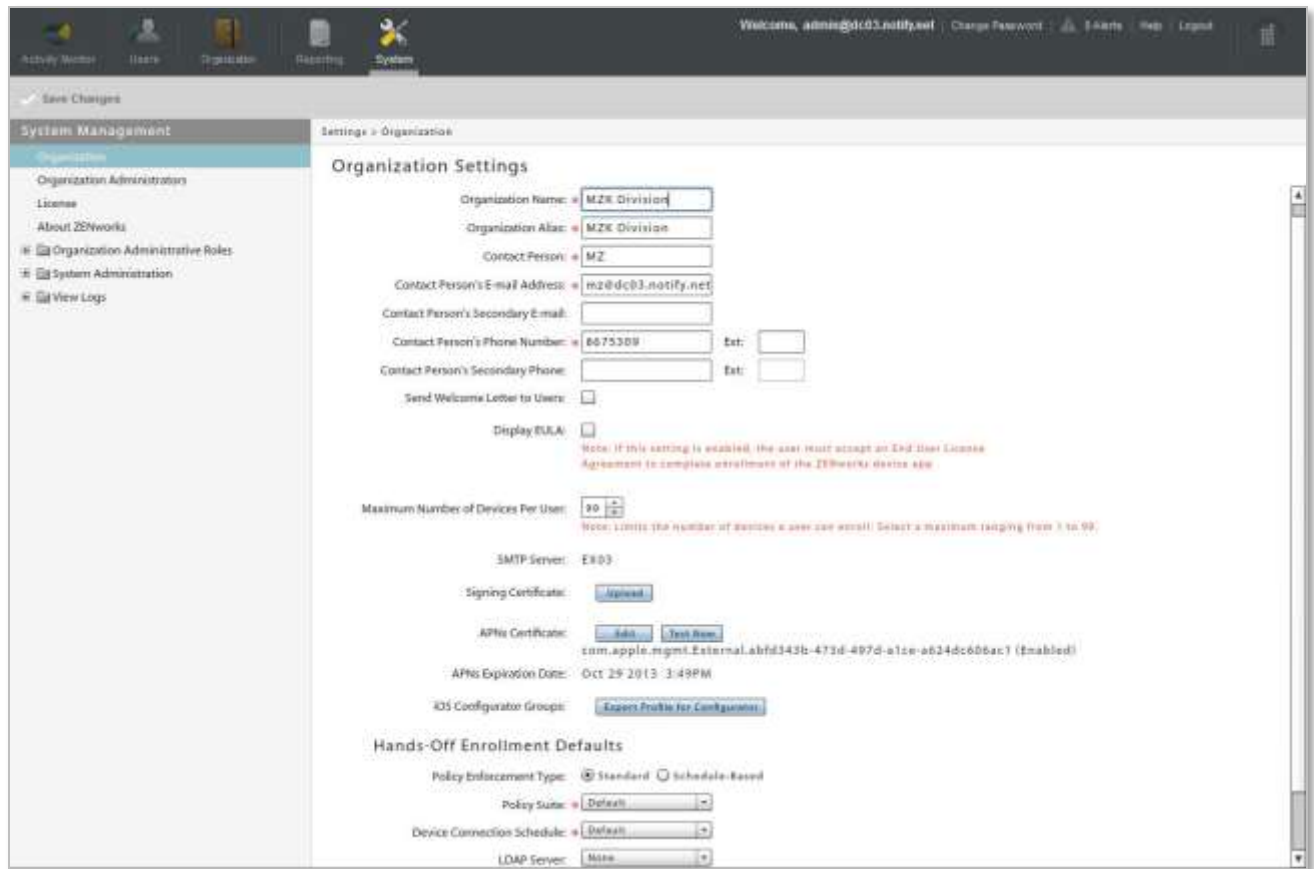 Welcome, admin@dc03.notify.net | Change Password | 0 Alerts | Help | Logout
Activity Monitor Users Organization Reporting System
Save Changes
System Management
Organization
Organization Administrators
License
About ZENworks
Organization Administrative Roles
System Administration
View Logs
Settings > Organization
Organization Settings
Organization Name: * MZK Division
Organization Alias: * MZK Division
Contact Person: * MZ
Contact Person's E-mail Address: * mz@dc03.notify.net
Contact Person's Secondary E-mail:
Contact Person's Phone Number: * 8675309 Ext:
Contact Person's Secondary Phone: Ext:
Send Welcome Letter to Users:
Display EULA:
Note: If this setting is enabled, the user must accept an End User License
Agreement to complete enrollment of the ZENworks device app
Maximum Number of Devices Per User:
Note: Limits the number of devices a user can enroll. Select a maximum ranging from 1 to 99.
SMTP Server: EX03
Signing Certificate: Upload
APNs Certificate: Edit Test Now
com.apple.mgmt.External.abfd343b-473d-497d-a1ce-a624dc606ac1 (Enabled)
APNs Expiration Date: Oct 29 2013 3:49PM
iOS Configurator Groups: Export Profile for Configurator
Hands-Off Enrollment Defaults
Policy Enforcement Type: Standard Schedule-Based
Policy Suite: * Default
Device Connection Schedule: * Default
LDAP Server: None